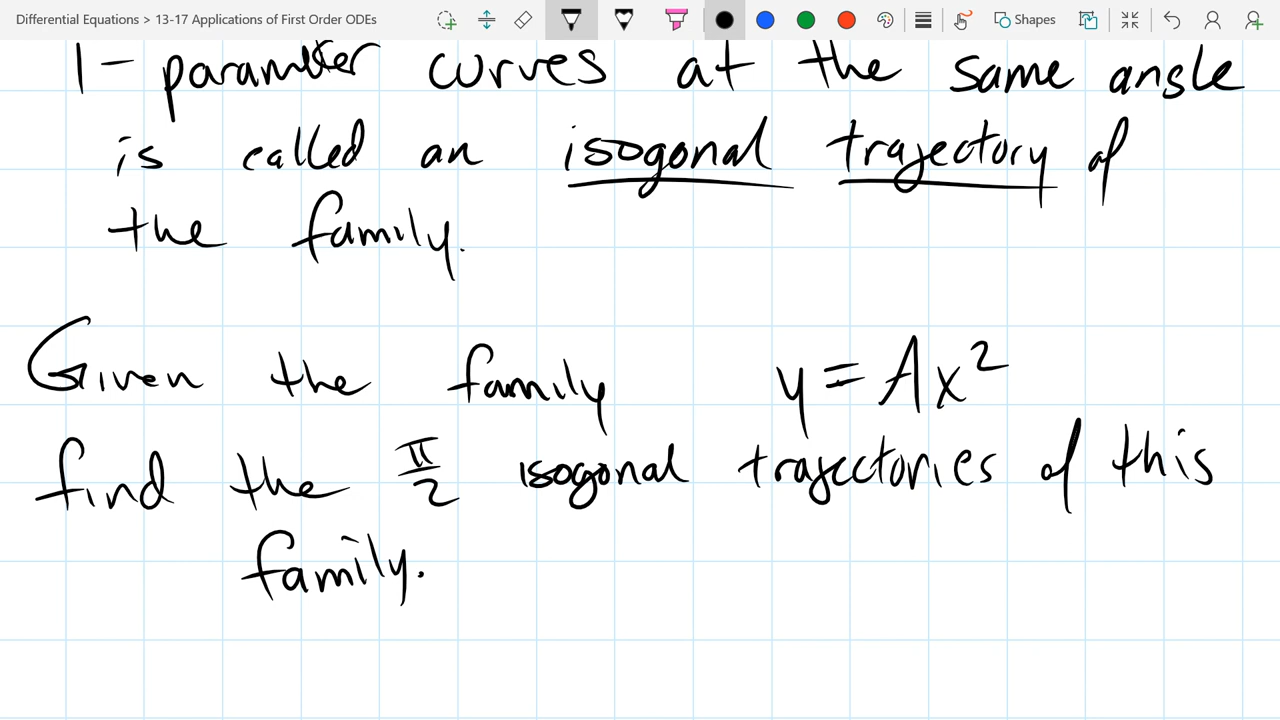 Differential Equations > 13-17 Applications of First Order ODEs
Shapes
1-parameter curves at the same angle
is called an isogonal trajectory of
the family.
Given the family y = Ax²
find the π/2 isogonal trajectories of this
family.